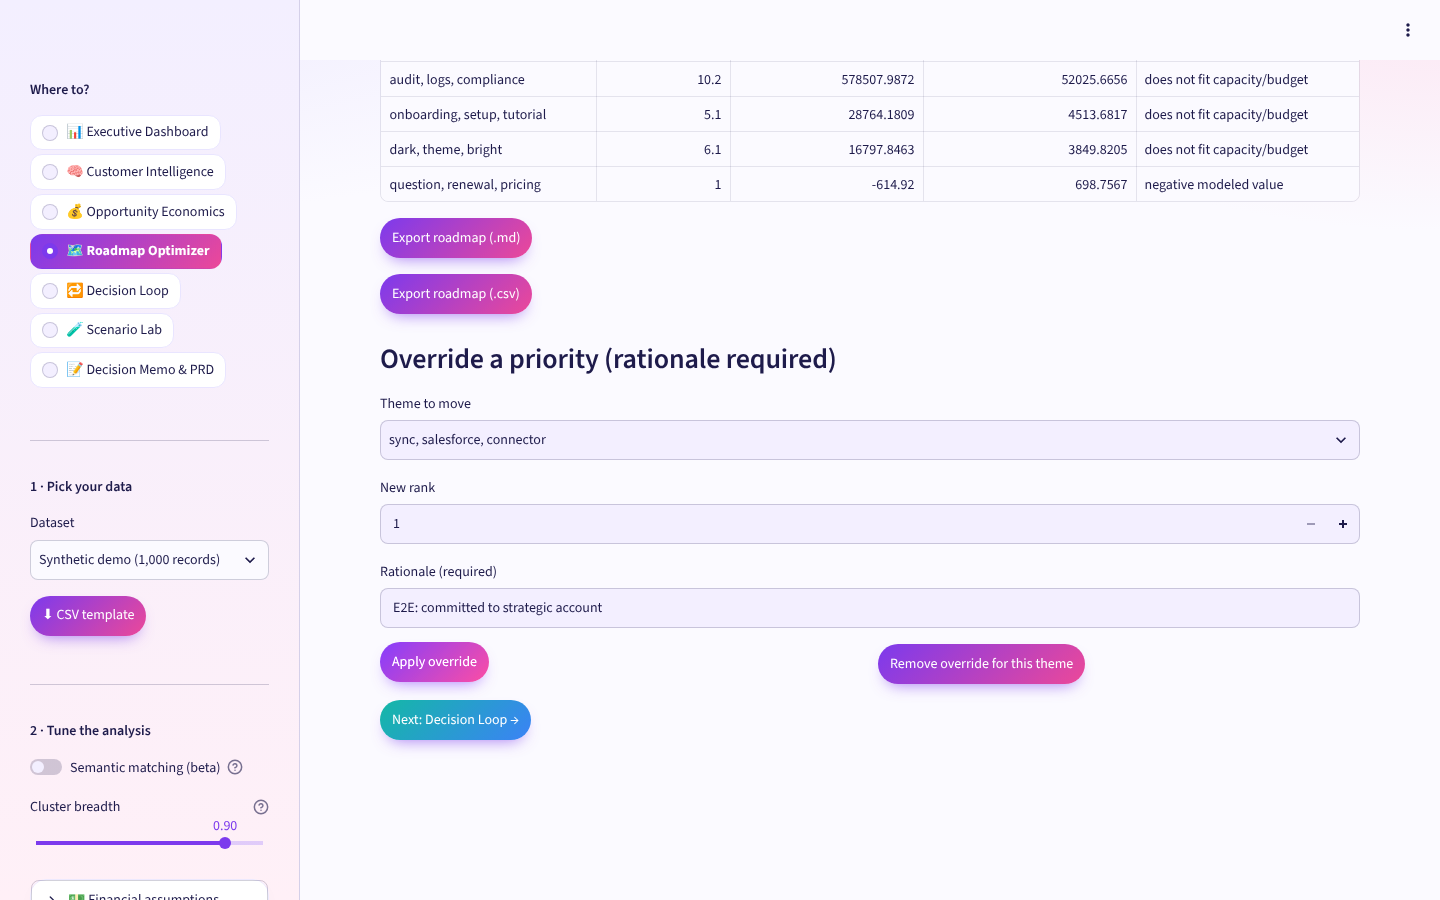 Where to?
📊 Executive Dashboard
🧠 Customer Intelligence
💰 Opportunity Economics
🗺️ Roadmap Optimizer
🔁 Decision Loop
🧪 Scenario Lab
📝 Decision Memo & PRD
1 · Pick your data
Dataset
Synthetic demo (1,000 records)
⬇ CSV template
2 · Tune the analysis
Semantic matching (beta)
Cluster breadth
0.90
💵 Financial assumptions
audit, logs, compliance 10.2 578507.9872 52025.6656 does not fit capacity/budget
onboarding, setup, tutorial 5.1 28764.1809 4513.6817 does not fit capacity/budget
dark, theme, bright 6.1 16797.8463 3849.8205 does not fit capacity/budget
question, renewal, pricing 1 -614.92 698.7567 negative modeled value
Export roadmap (.md)
Export roadmap (.csv)
Override a priority (rationale required)
Theme to move
sync, salesforce, connector
New rank
1
Rationale (required)
E2E: committed to strategic account
Apply override Remove override for this theme
Next: Decision Loop →